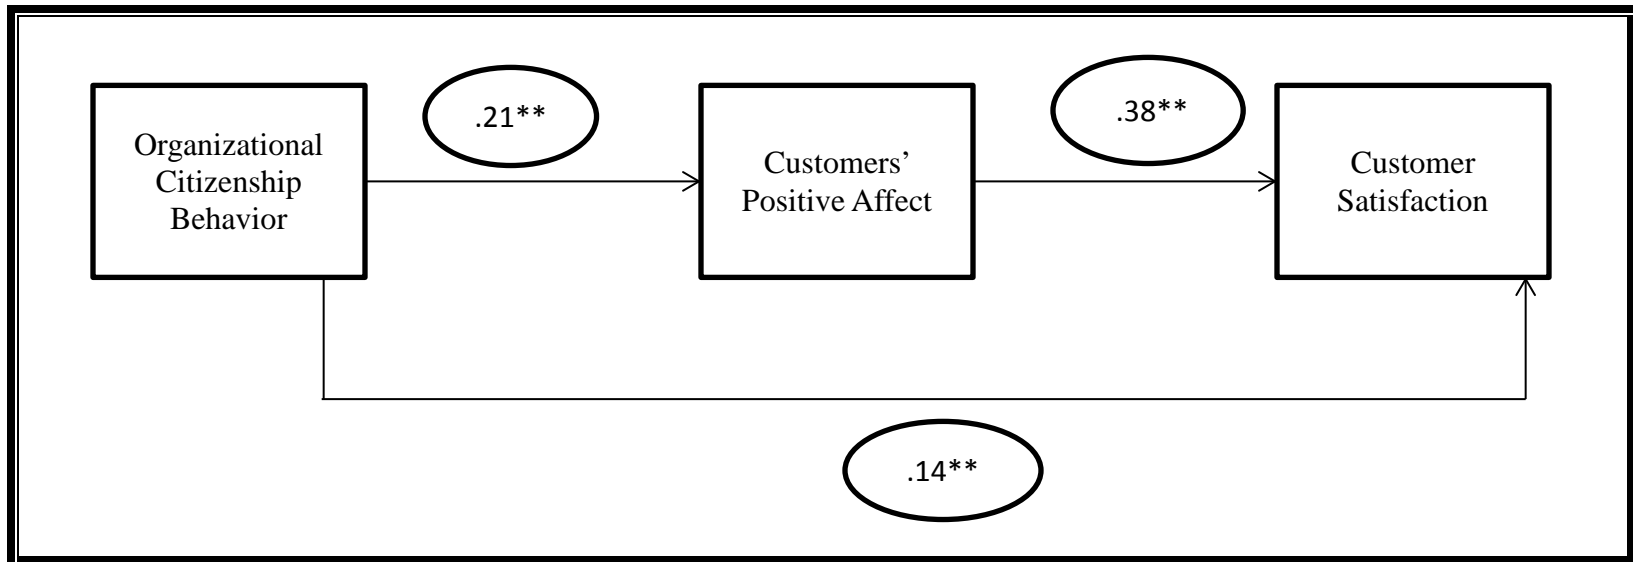 .21**
.38**
Organizational
Citizenship
Behavior
Customers’
Positive Affect
Customer
Satisfaction
.14**